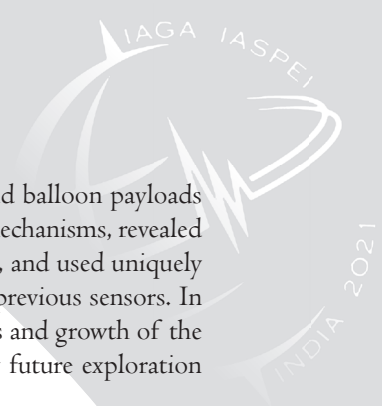 IAGA IASPEI
INDIA 2021
d balloon payloads
echanisms, revealed
, and used uniquely
previous sensors. In
s and growth of the
future exploration